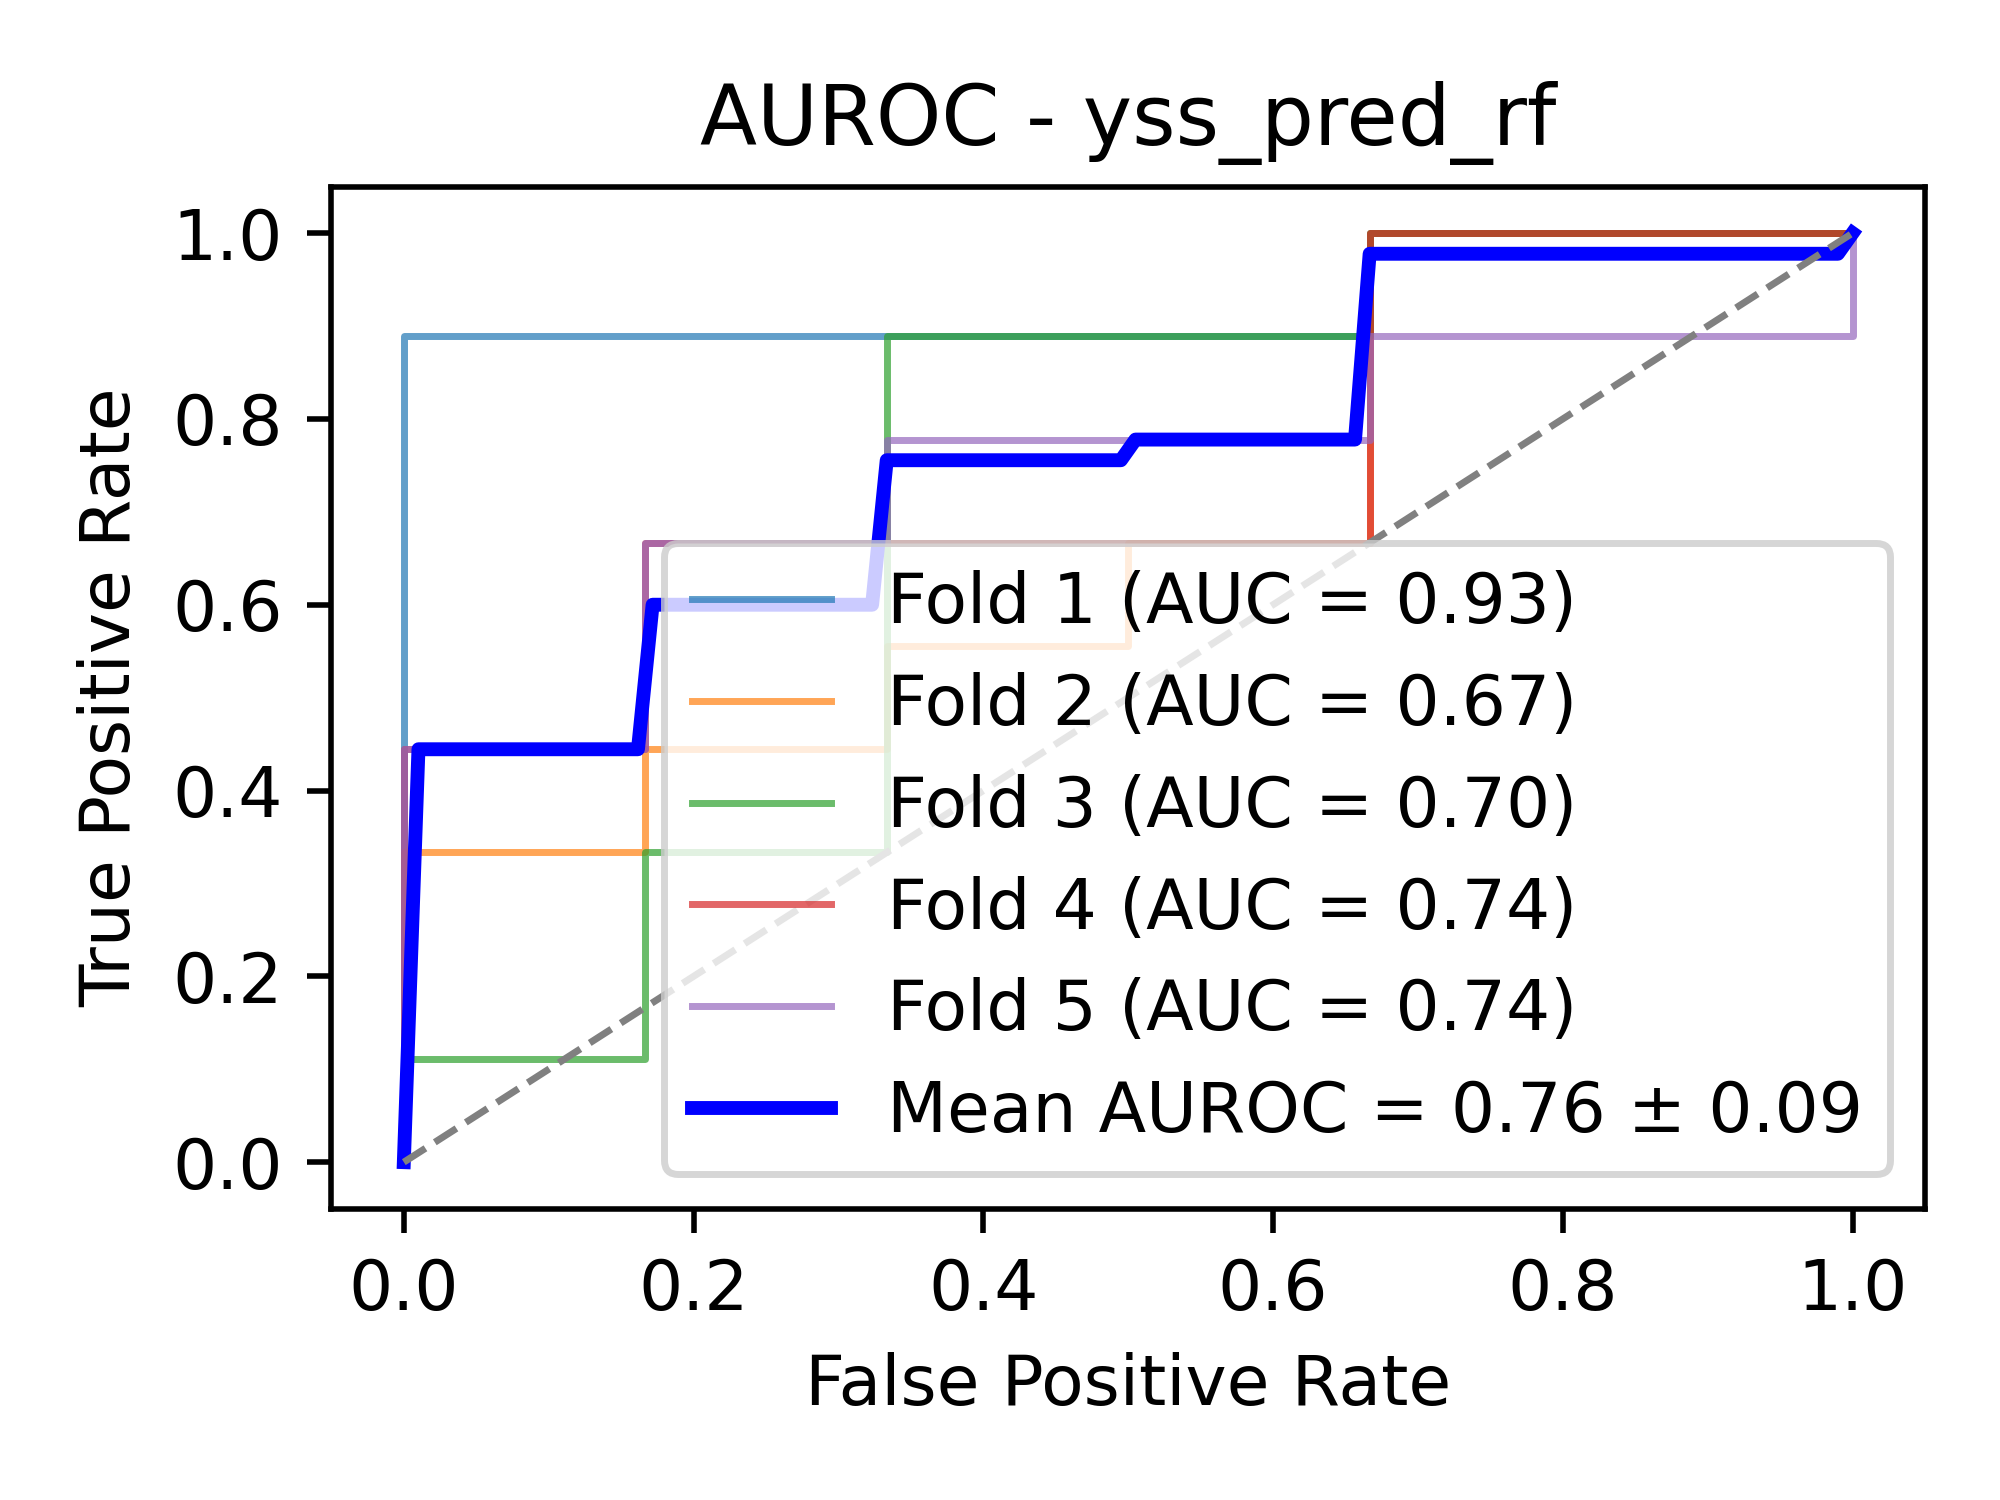 AUROC - yss_pred_rf
True Positive Rate
1.0
0.8
0.6
0.4
0.2
0.0
Fold 1 (AUC = 0.93)
Fold 2 (AUC = 0.67)
Fold 3 (AUC = 0.70)
Fold 4 (AUC = 0.74)
Fold 5 (AUC = 0.74)
Mean AUROC = 0.76 ± 0.09
0.0 0.2 0.4 0.6 0.8 1.0
False Positive Rate